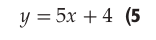 y = 5x + 4 (5